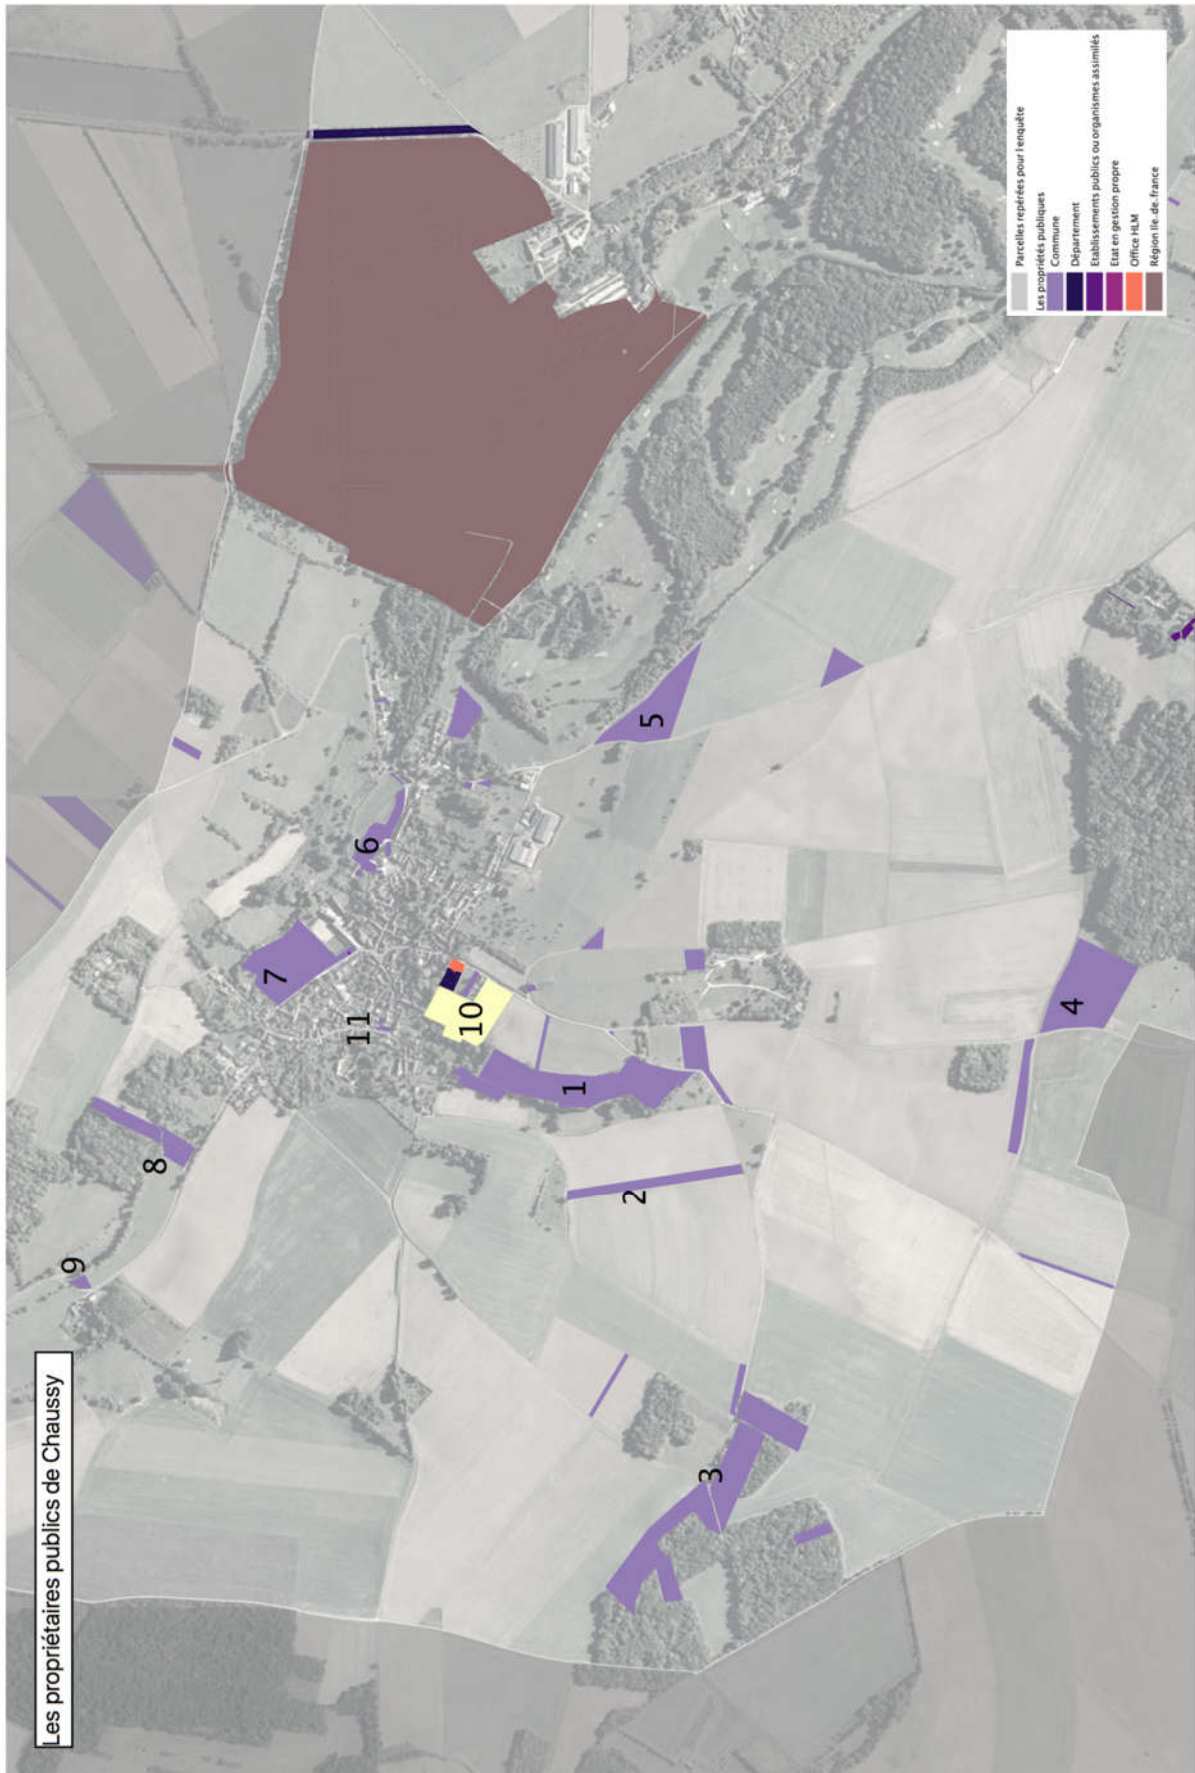 Les propriétaires publics de Chaussy
9
8
7
11
6
10
1
2
3
5
4
Parcelles repérées pour l'enquête
Les propriétés publiques
Commune
Département
Etablissements publics ou organismes assimilés
Etat en gestion propre
Office HLM
Région Ile-de-france